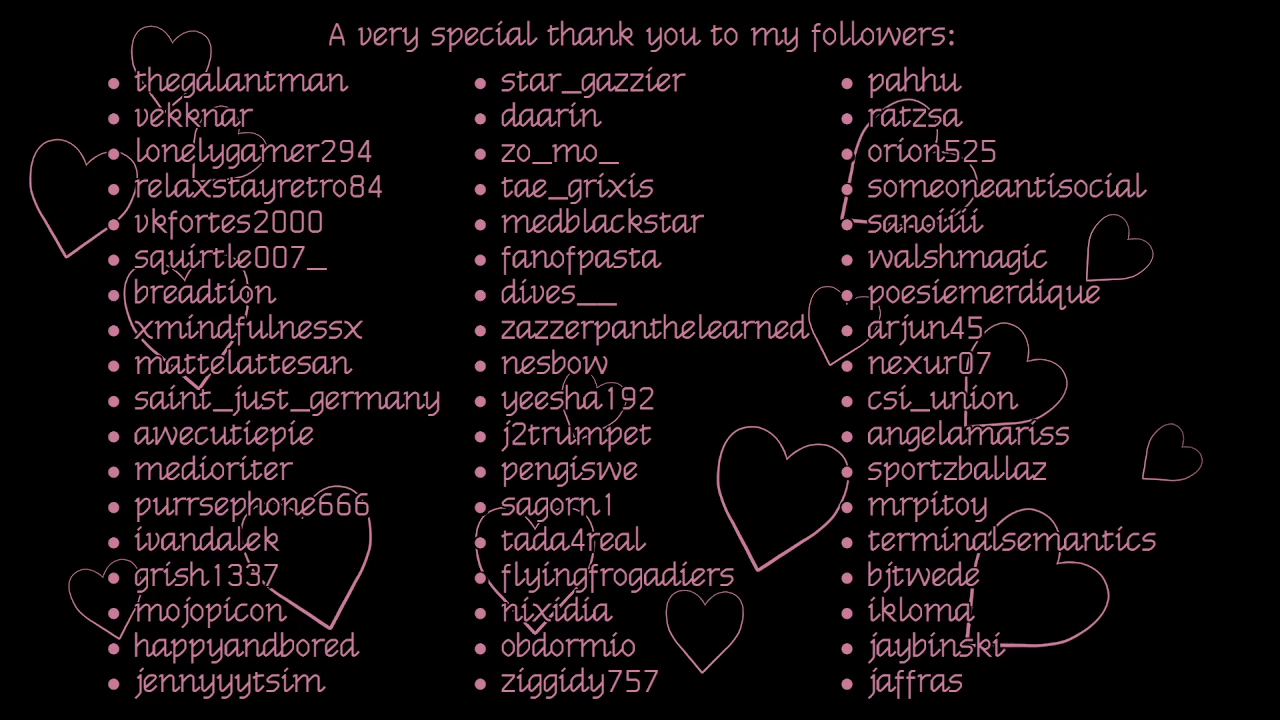 A very special thank you to my followers:
thegalantman
vekknar
lonelygamer294
relaxstayretro84
vkfortes2000
squirtle007_
breadtion
xmindfulnessx
mattelattesan
saint_just_germany
awecutiepie
medioriter
purrsephone666
ivandalek
grish1337
mojopicon
happyandbored
jennyyytsim
star_gazzier
daarin
zo_mo_
tae_grixis
medblackstar
fanofpasta
dives__
zazzerpanthelearned
nesbow
yeesha192
j2trumpet
pengiswe
sagorn1
tada4real
flyingfrogadiers
nixidia
obdormio
ziggidy757
pahhu
ratzsa
orion525
someoneantisocial
sanoiiii
walshmagic
poesiemerdique
arjun45
nexur07
csi_union
angelamariss
sportzballaz
mrpitoy
terminalsemantics
bjtwede
ikloma
jaybinski
jaffras